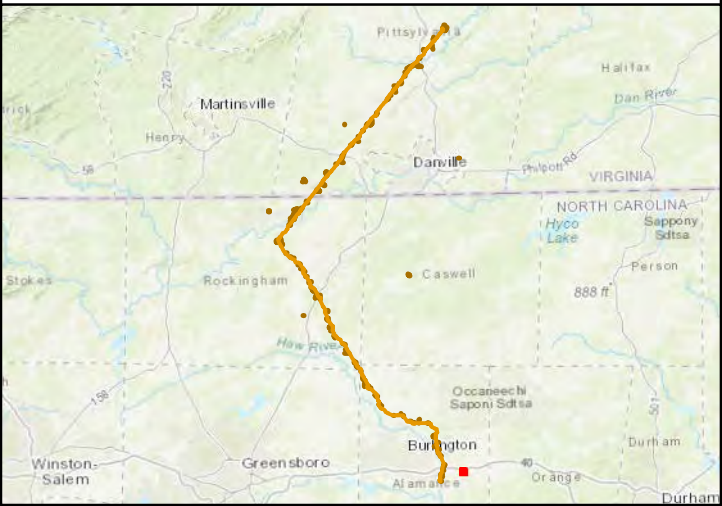 Pittsylvania
Halifax
220
Dan River
Martinsville
Henry
Danville
58
Philpott Rd
VIRGINIA
NORTH CAROLINA
Hyco
Lake
Sappony
Sdtsa
Person
Stokes
Rockingham
Caswell
888 ft
Haw River
158
Occaneechi
Saponi Sdtsa
501
Burlington
Durham
Winston-
Salem
Greensboro
40
Alamance
Orange
Durham